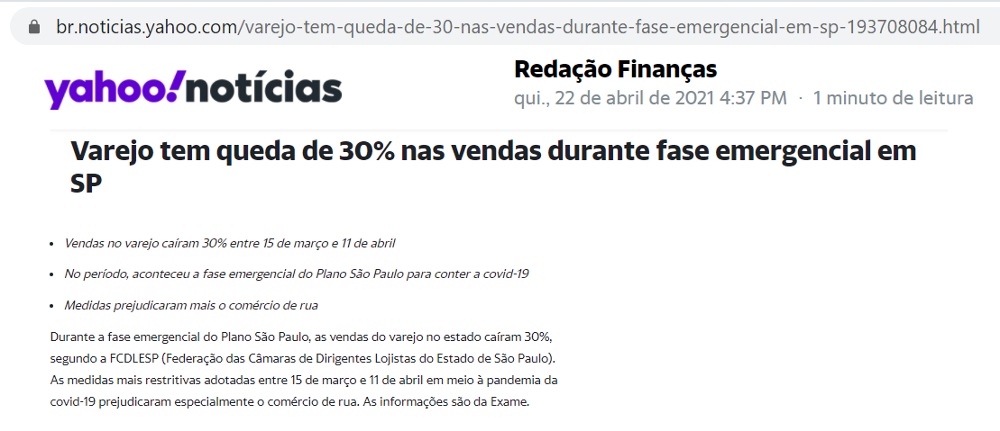 br.noticias.yahoo.com/varejo-tem-queda-de-30-nas-vendas-durante-fase-emergencial-em-sp-193708084.html
yahoo!notícias
Redação Finanças
qui., 22 de abril de 2021 4:37 PM · 1 minuto de leitura
Varejo tem queda de 30% nas vendas durante fase emergencial em
SP
• Vendas no varejo caíram 30% entre 15 de março e 11 de abril
• No período, aconteceu a fase emergencial do Plano São Paulo para conter a covid-19
• Medidas prejudicaram mais o comércio de rua
Durante a fase emergencial do Plano São Paulo, as vendas do varejo no estado caíram 30%,
segundo a FCDLESP (Federação das Câmaras de Dirigentes Lojistas do Estado de São Paulo).
As medidas mais restritivas adotadas entre 15 de março e 11 de abril em meio à pandemia da
covid-19 prejudicaram especialmente o comércio de rua. As informações são da Exame.